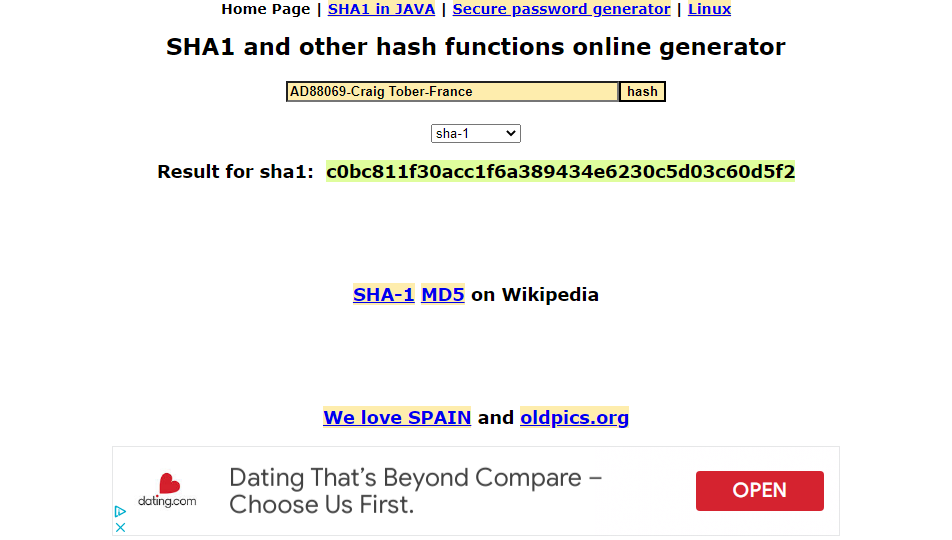 Home Page | SHA1 in JAVA | Secure password generator | Linux
SHA1 and other hash functions online generator
AD88069-Craig Tober-France hash
sha-1
Result for sha1: c0bc811f30acc1f6a389434e6230c5d03c60d5f2
SHA-1 MD5 on Wikipedia
We love SPAIN and oldpics.org
dating.com
Dating That's Beyond Compare –
Choose Us First.
OPEN